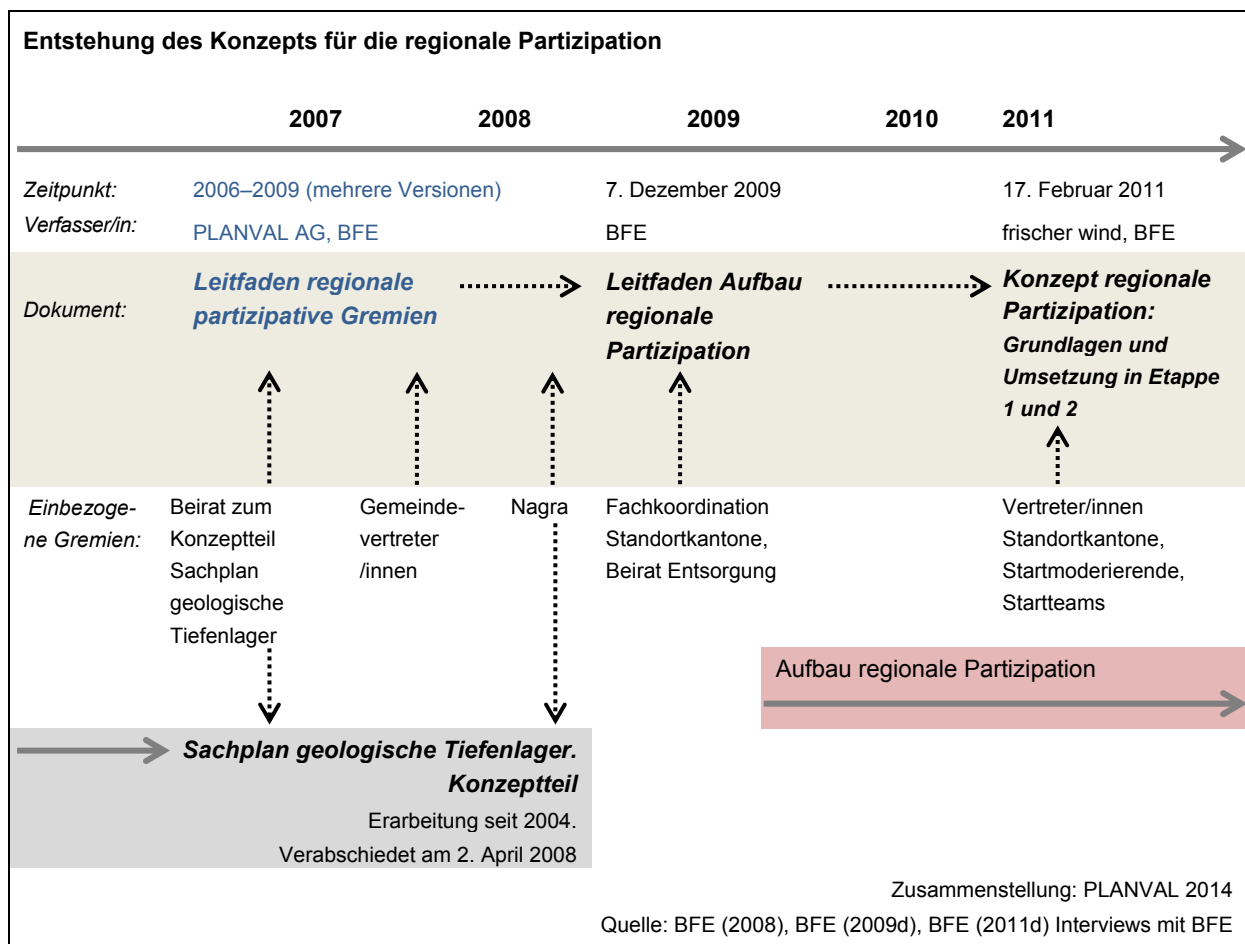 Entstehung des Konzepts für die regionale Partizipation
2007 2008 2009 2010 2011
Zeitpunkt: 2006–2009 (mehrere Versionen) 7. Dezember 2009 17. Februar 2011
Verfasser/in: PLANVAL AG, BFE BFE frischer wind, BFE
Dokument:
Leitfaden regionale
partizipative Gremien
Leitfaden Aufbau
regionale
Partizipation
Konzept regionale
Partizipation:
Grundlagen und
Umsetzung in Etappe
1 und 2
Einbezoge-
ne Gremien:
Beirat zum
Konzeptteil
Sachplan
geologische
Tiefenlager
Gemeinde-
vertreter
/innen
Nagra
Fachkoordination
Standortkantone,
Beirat Entsorgung
Vertreter/innen
Standortkantone,
Startmoderierende,
Startteams
Aufbau regionale Partizipation
Sachplan geologische Tiefenlager.
Konzeptteil
Erarbeitung seit 2004.
Verabschiedet am 2. April 2008
Zusammenstellung: PLANVAL 2014
Quelle: BFE (2008), BFE (2009d), BFE (2011d) Interviews mit BFE